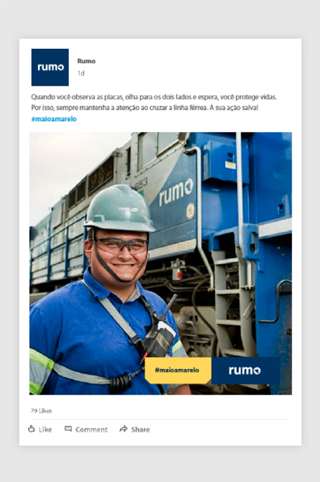 rumo
Rumo
1d
Quando você observa as placas, olha para os dois lados e espera, você protege vidas.
Por isso, sempre mantenha a atenção ao cruzar a linha férrea. A sua ação salva!
#maioamarelo
rumo
#maioamarelo
rumo
79 Likes
Like
Comment
Share